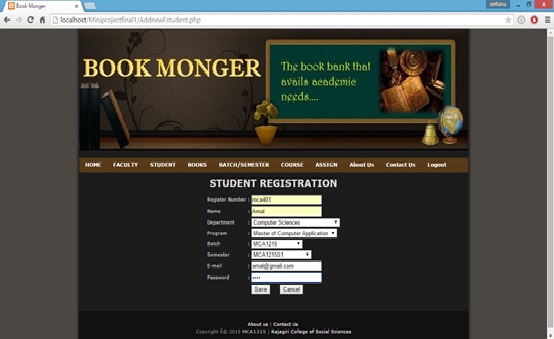 Book Monger
stefiana
localhost/Miniprojectfinal1/AddnewFstudent.php
BOOK MONGER
The book bank that
avails academic
needs....
HOME FACULTY STUDENT BOOKS BATCH/SEMESTER COURSE ASSIGN About Us Contact Us Logout
STUDENT REGISTRATION
Register Number : mca401
Name : Amal
Department : Computer Sciences
Program : Master of Computer Application
Batch : MCA1215
Semester : MCA1215S1
E-mail : amal@gmail.com
Password : ••••
Save Cancel
About us | Contact Us
Copyright Â© 2015 MCA1215 | Rajagiri College of Social Sciences